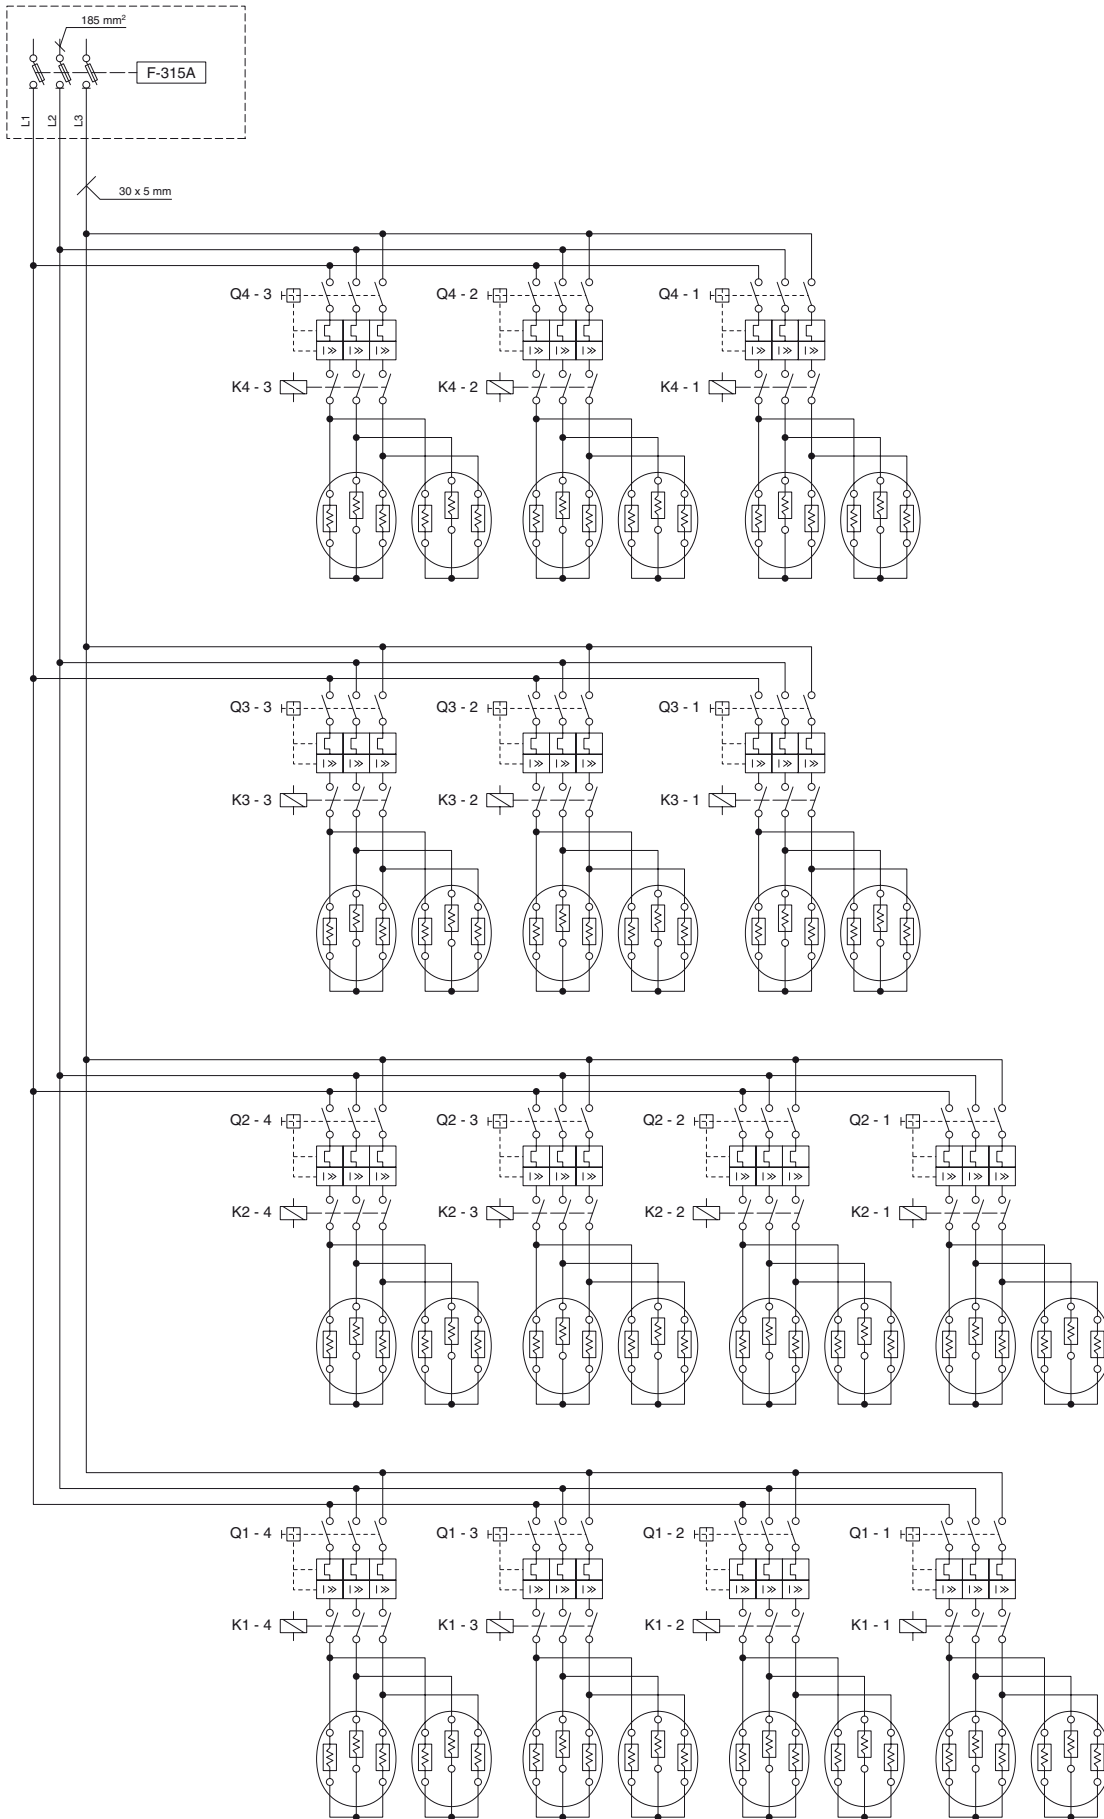 185 mm²
F-315A
L1
L2
L3
30 x 5 mm
Q4 - 3
Q4 - 2
Q4 - 1
I≫ I≫ I≫
I≫ I≫ I≫
I≫ I≫ I≫
K4 - 3
K4 - 2
K4 - 1
Q3 - 3
Q3 - 2
Q3 - 1
I≫ I≫ I≫
I≫ I≫ I≫
I≫ I≫ I≫
K3 - 3
K3 - 2
K3 - 1
Q2 - 4
Q2 - 3
Q2 - 2
Q2 - 1
I≫ I≫ I≫
I≫ I≫ I≫
I≫ I≫ I≫
I≫ I≫ I≫
K2 - 4
K2 - 3
K2 - 2
K2 - 1
Q1 - 4
Q1 - 3
Q1 - 2
Q1 - 1
I≫ I≫ I≫
I≫ I≫ I≫
I≫ I≫ I≫
I≫ I≫ I≫
K1 - 4
K1 - 3
K1 - 2
K1 - 1